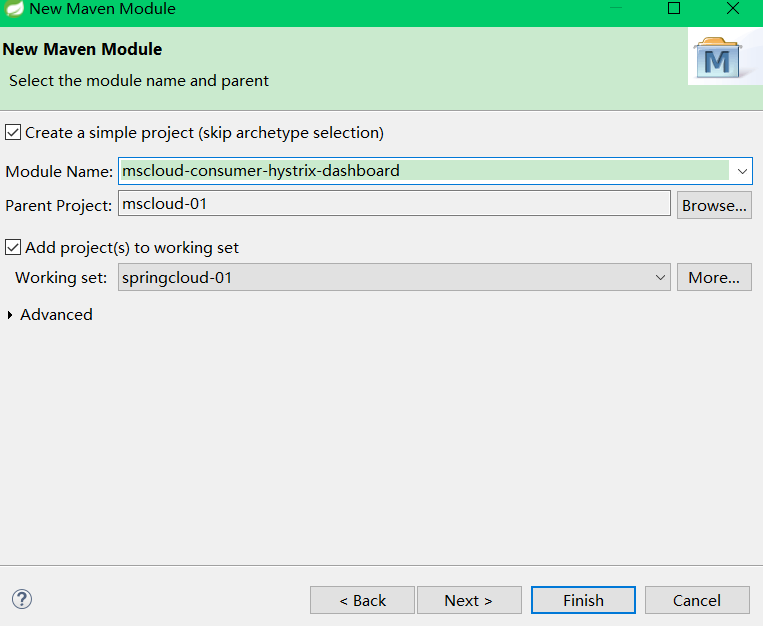 New Maven Module
New Maven Module
Select the module name and parent
M
Create a simple project (skip archetype selection)
Module Name: mscloud-consumer-hystrix-dashboard
Parent Project: mscloud-01 Browse...
Add project(s) to working set
Working set: springcloud-01 More...
Advanced
? < Back Next > Finish Cancel